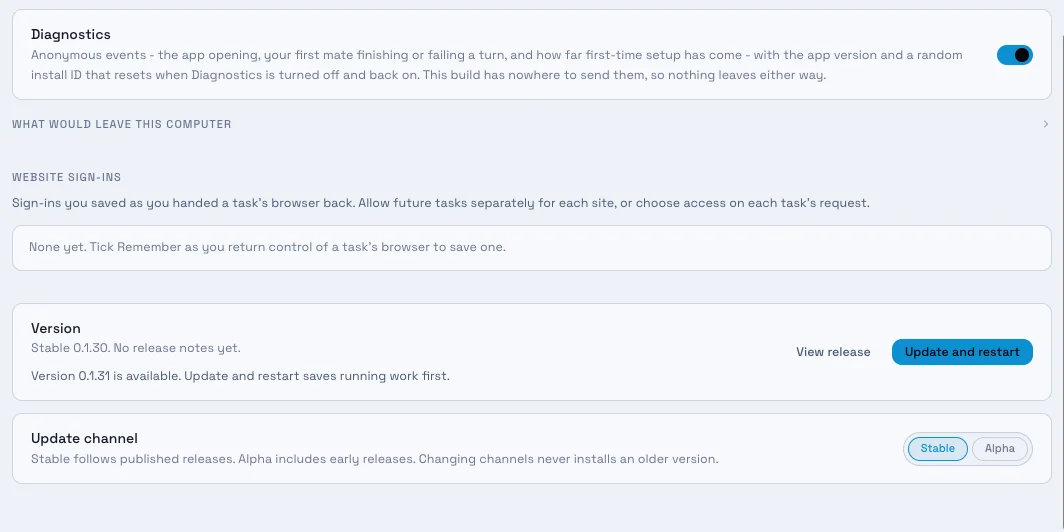 Diagnostics
Anonymous events - the app opening, your first mate finishing or failing a turn, and how far first-time setup has come - with the app version and a random
install ID that resets when Diagnostics is turned off and back on. This build has nowhere to send them, so nothing leaves either way.
WHAT WOULD LEAVE THIS COMPUTER
WEBSITE SIGN-INS
Sign-ins you saved as you handed a task's browser back. Allow future tasks separately for each site, or choose access on each task's request.
None yet. Tick Remember as you return control of a task's browser to save one.
Version
Stable 0.1.30. No release notes yet.
View release
Update and restart
Version 0.1.31 is available. Update and restart saves running work first.
Update channel
Stable follows published releases. Alpha includes early releases. Changing channels never installs an older version.
Stable
Alpha